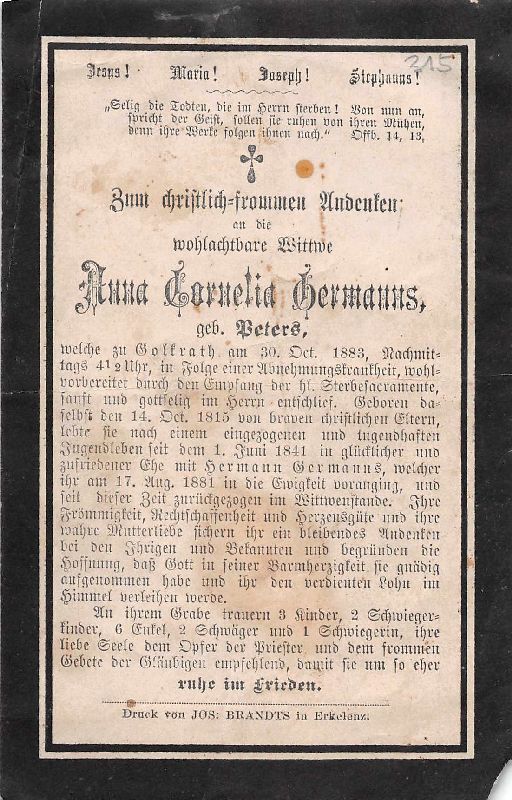 315
Jesus! Maria! Joseph! Stephanus!
„Selig die Todten, die im Herrn sterben! Von nun an,
spricht der Geist, sollen sie ruhen von ihren Mühen,
denn ihre Werke folgen ihnen nach.“ Offb. 14, 13,
Zum christlich-frommen Andenken
an die
wohlachtbare Wittwe
Anna Cornelia Germanns,
geb. Peters,
welche zu Golkrath am 30. Oct. 1883, Nachmit-
tags 4½ Uhr, in Folge einer Abnehmungskrankheit, wohl-
vorbereitet durch den Empfang der hl. Sterbesacramente,
sanft und gottselig im Herrn entschlief. Geboren da-
selbst den 14. Oct. 1815 von braven christlichen Eltern,
lebte sie nach einem eingezogenen und tugendhaften
Jugendleben seit dem 1. Juni 1841 in glücklicher und
zufriedener Ehe mit Hermann Germanns, welcher
ihr am 17. Aug. 1881 in die Ewigkeit voranging, und
seit dieser Zeit zurückgezogen im Wittwenstande. Ihre
Frömmigkeit, Rechtschaffenheit und Herzensgüte und ihre
wahre Mutterliebe sichern ihr ein bleibendes Andenken
bei den Ihrigen und Bekannten und begründen die
Hoffnung, daß Gott in seiner Barmherzigkeit sie gnädig
aufgenommen habe und ihr den verdienten Lohn im
Himmel verleihen werde.
An ihrem Grabe trauern 3 Kinder, 2 Schwieger-
kinder, 6 Enkel, 2 Schwäger und 1 Schwiegerin, ihre
liebe Seele dem Opfer der Priester und dem frommen
Gebete der Gläubigen empfehlend, damit sie um so eher
ruhe im Frieden.
Druck von JOS: BRANDTS in Erkelenz.